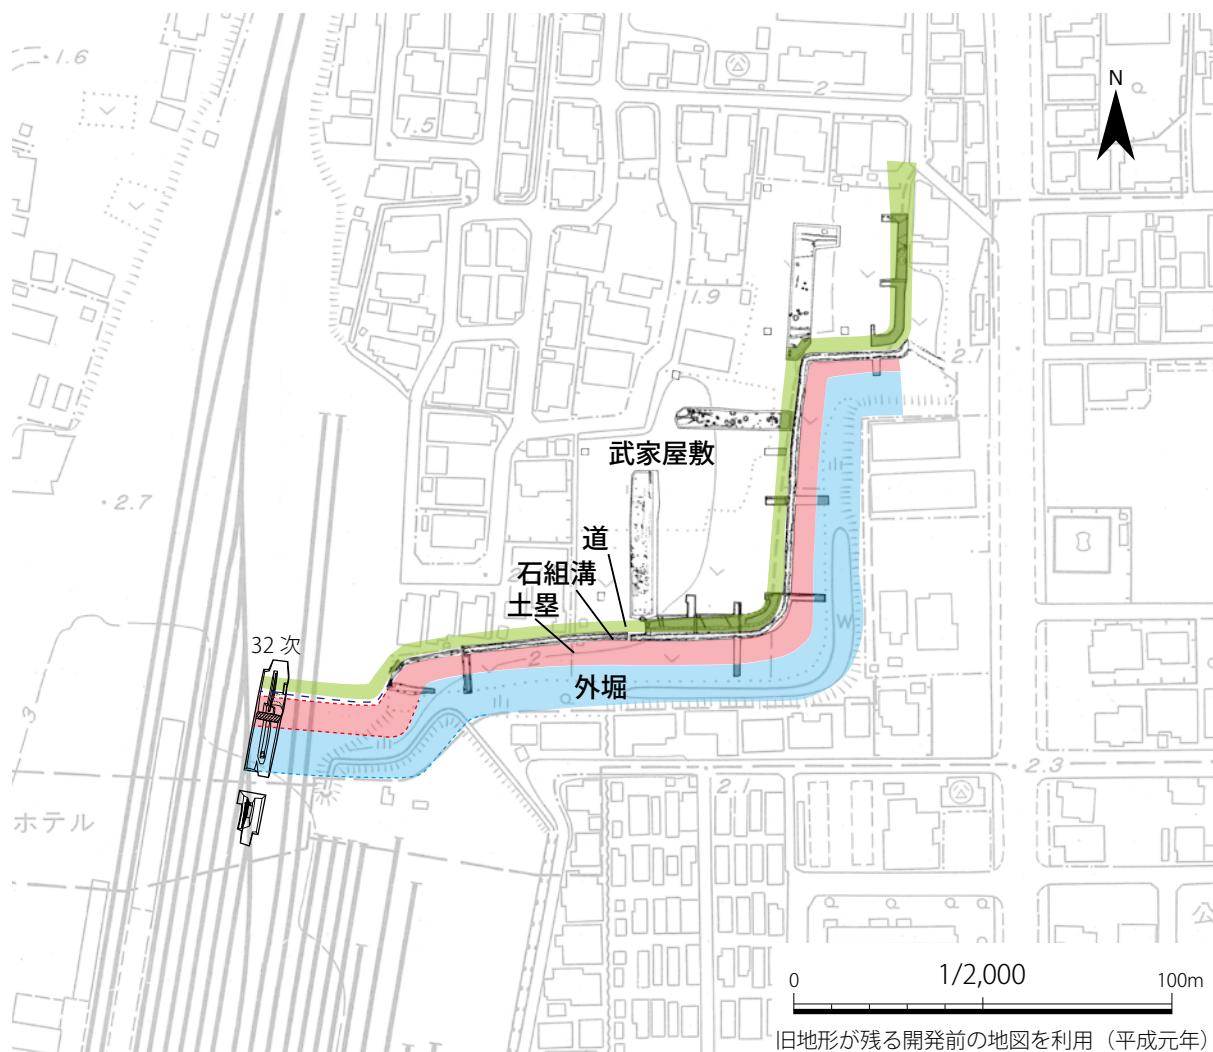 1.6
公
2
N
1.5
1.9
2.1
武家屋敷
2.7
道
石組溝
土塁
2
W
32 次
外堀
3
2.3
2.1
ホテル
公
公
0
1/2,000
100m
旧地形が残る開発前の地図を利用（平成元年）